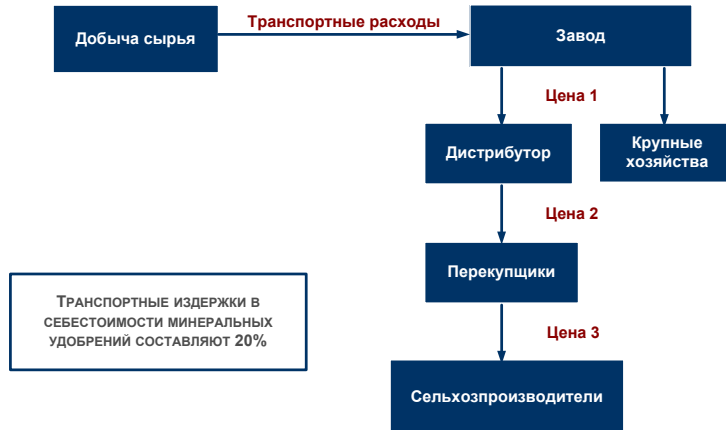 Добыча сырья
Транспортные расходы
Завод
Цена 1
Дистрибутор
Крупные
хозяйства
Цена 2
Перекупщики
Транспортные издержки в
себестоимости минеральных
удобрений составляют 20%
Цена 3
Сельхозпроизводители